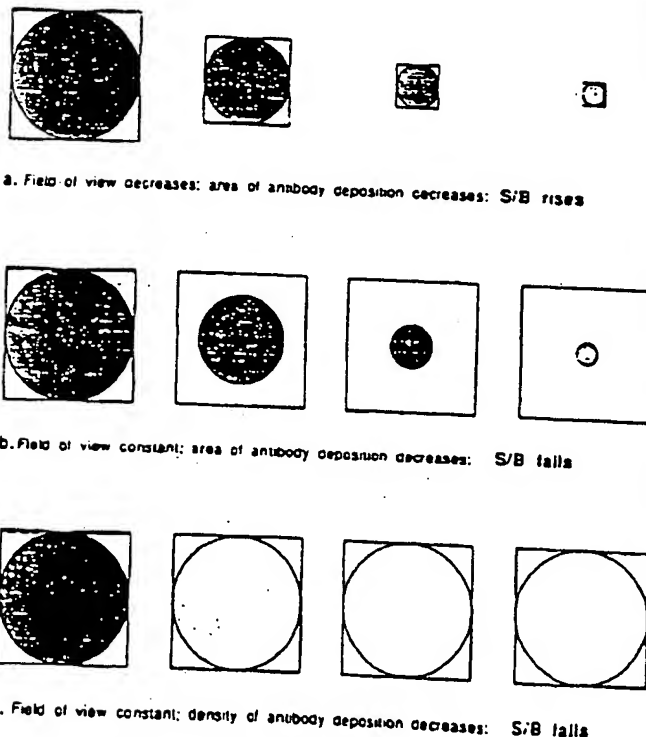 a. Field of view decreases; area of antibody deposition decreases: S/B rises
b. Field of view constant; area of antibody deposition decreases: S/B falls
. Field of view constant; density of antibody deposition decreases: S/B falls